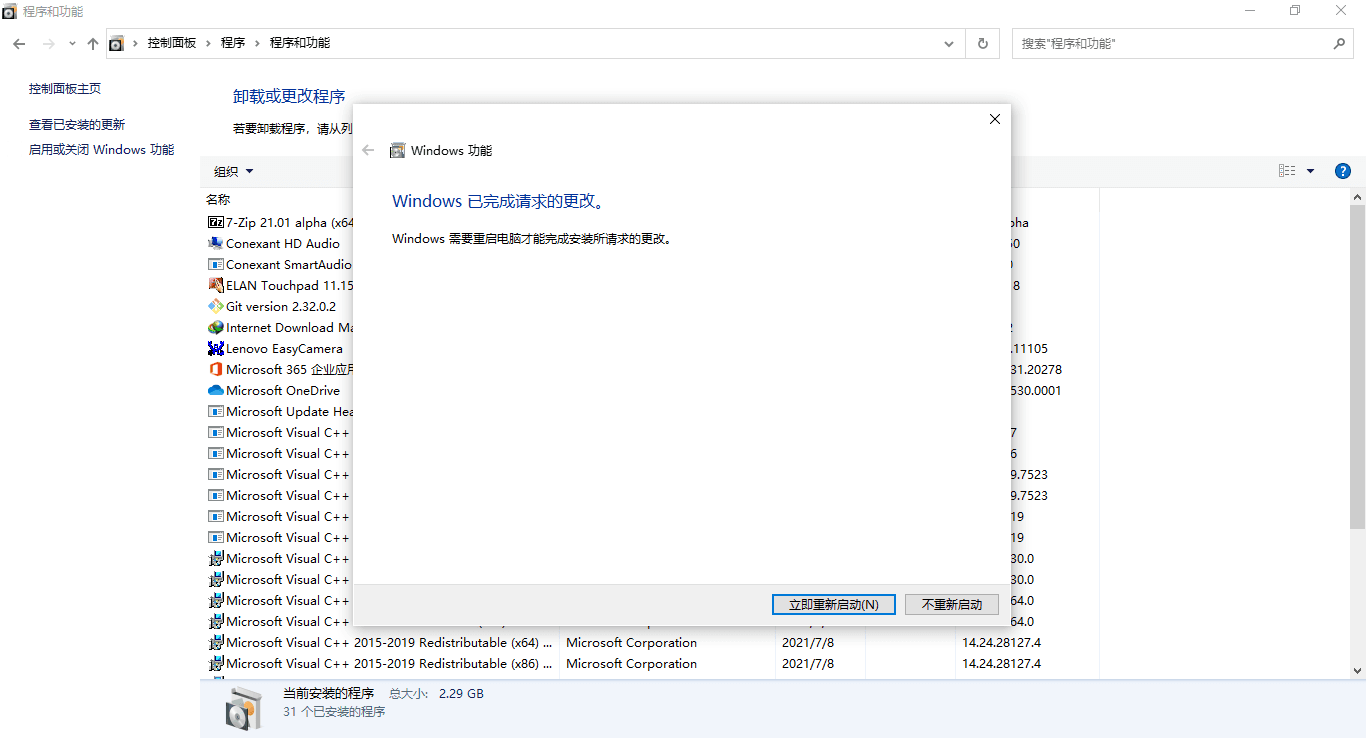 程序和功能
控制面板 › 程序 › 程序和功能
搜索"程序和功能"
控制面板主页
查看已安装的更新
启用或关闭 Windows 功能
卸载或更改程序
若要卸载程序，请从列
组织
名称
7-Zip 21.01 alpha (x64
Conexant HD Audio
Conexant SmartAudio
ELAN Touchpad 11.15
Git version 2.32.0.2
Internet Download Ma
Lenovo EasyCamera
.11105
Microsoft 365 企业应用
31.20278
Microsoft OneDrive
530.0001
Microsoft Update Hea
Microsoft Visual C++
7
Microsoft Visual C++
6
Microsoft Visual C++
9.7523
Microsoft Visual C++
9.7523
Microsoft Visual C++
19
Microsoft Visual C++
19
Microsoft Visual C++
30.0
Microsoft Visual C++
30.0
Microsoft Visual C++
64.0
Microsoft Visual C++
64.0
Microsoft Visual C++ 2015-2019 Redistributable (x64) ... Microsoft Corporation 2021/7/8 14.24.28127.4
Microsoft Visual C++ 2015-2019 Redistributable (x86) ... Microsoft Corporation 2021/7/8 14.24.28127.4
Windows 功能
Windows 已完成请求的更改。
Windows 需要重启电脑才能完成安装所请求的更改。
立即重新启动(N)
不重新启动
当前安装的程序 总大小: 2.29 GB
31 个已安装的程序